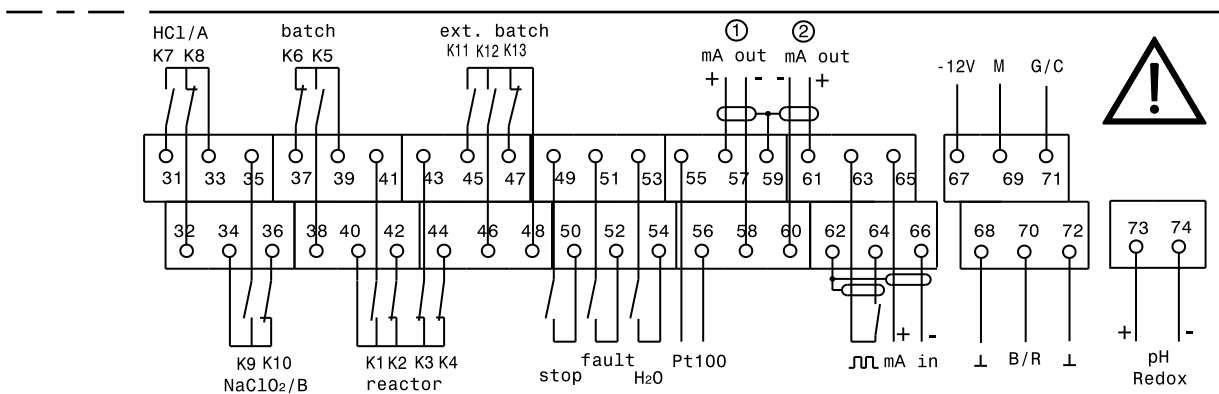 HCl/A batch ext. batch ① ②
K7 K8 K6 K5 K11 K12 K13 mA out mA out
+ - - + -12V M G/C
!
31 33 35 37 39 41 43 45 47 49 51 53 55 57 59 61 63 65 67 69 71
32 34 36 38 40 42 44 46 48 50 52 54 56 58 60 62 64 66 68 70 72 73 74
+ - + -
K9 K10 K1 K2 K3 K4 stop fault H2O Pt100 mA in ⊥ B/R ⊥ pH
NaClO2/B reactor Redox